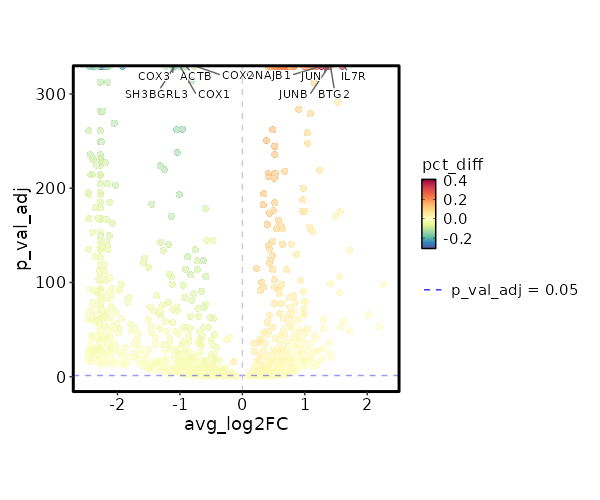 COX3 ACTB COX2 DNAJB1 JUN IL7R
SH3BGRL3 COX1 JUNB BTG2
300
200
100
0
p_val_adj
-2 -1 0 1 2
avg_log2FC
pct_diff
0.4
0.2
0.0
-0.2
p_val_adj = 0.05